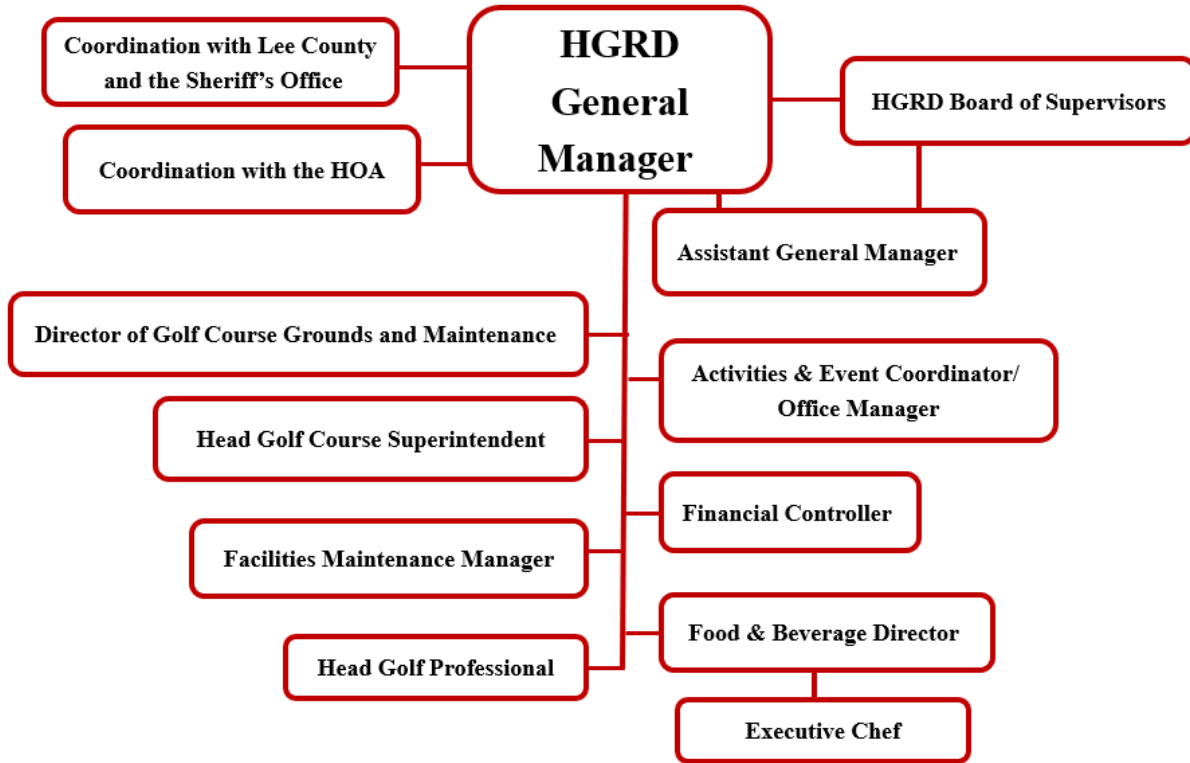 HGRD
General
Manager
Coordination with Lee County
and the Sheriff’s Office
HGRD Board of Supervisors
Coordination with the HOA
Assistant General Manager
Director of Golf Course Grounds and Maintenance
Activities & Event Coordinator/
Office Manager
Head Golf Course Superintendent
Financial Controller
Facilities Maintenance Manager
Food & Beverage Director
Head Golf Professional
Executive Chef